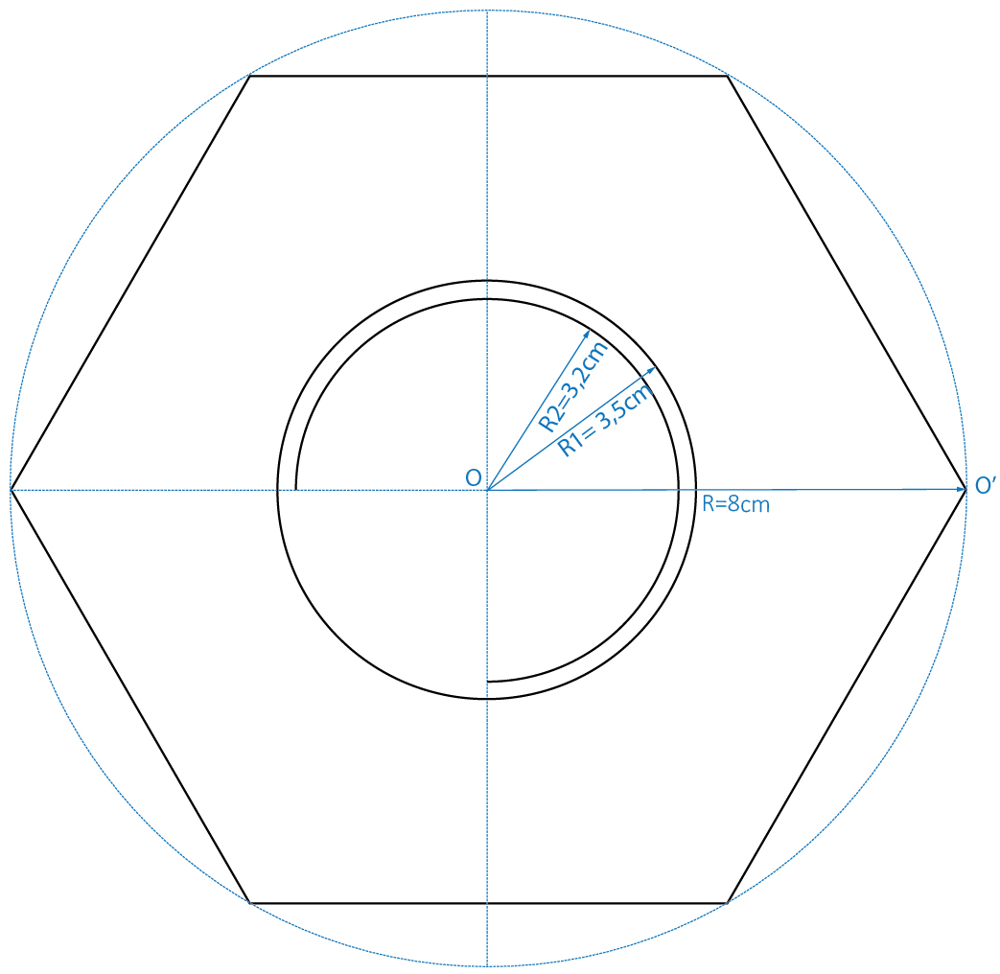 R2=3,2cm
R1= 3,5cm
O
O’
R=8cm